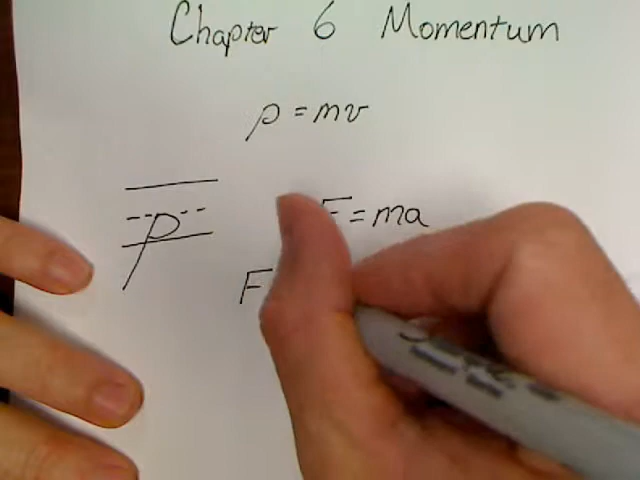 Chapter 6 Momentum
p = mv
p
F = ma
F